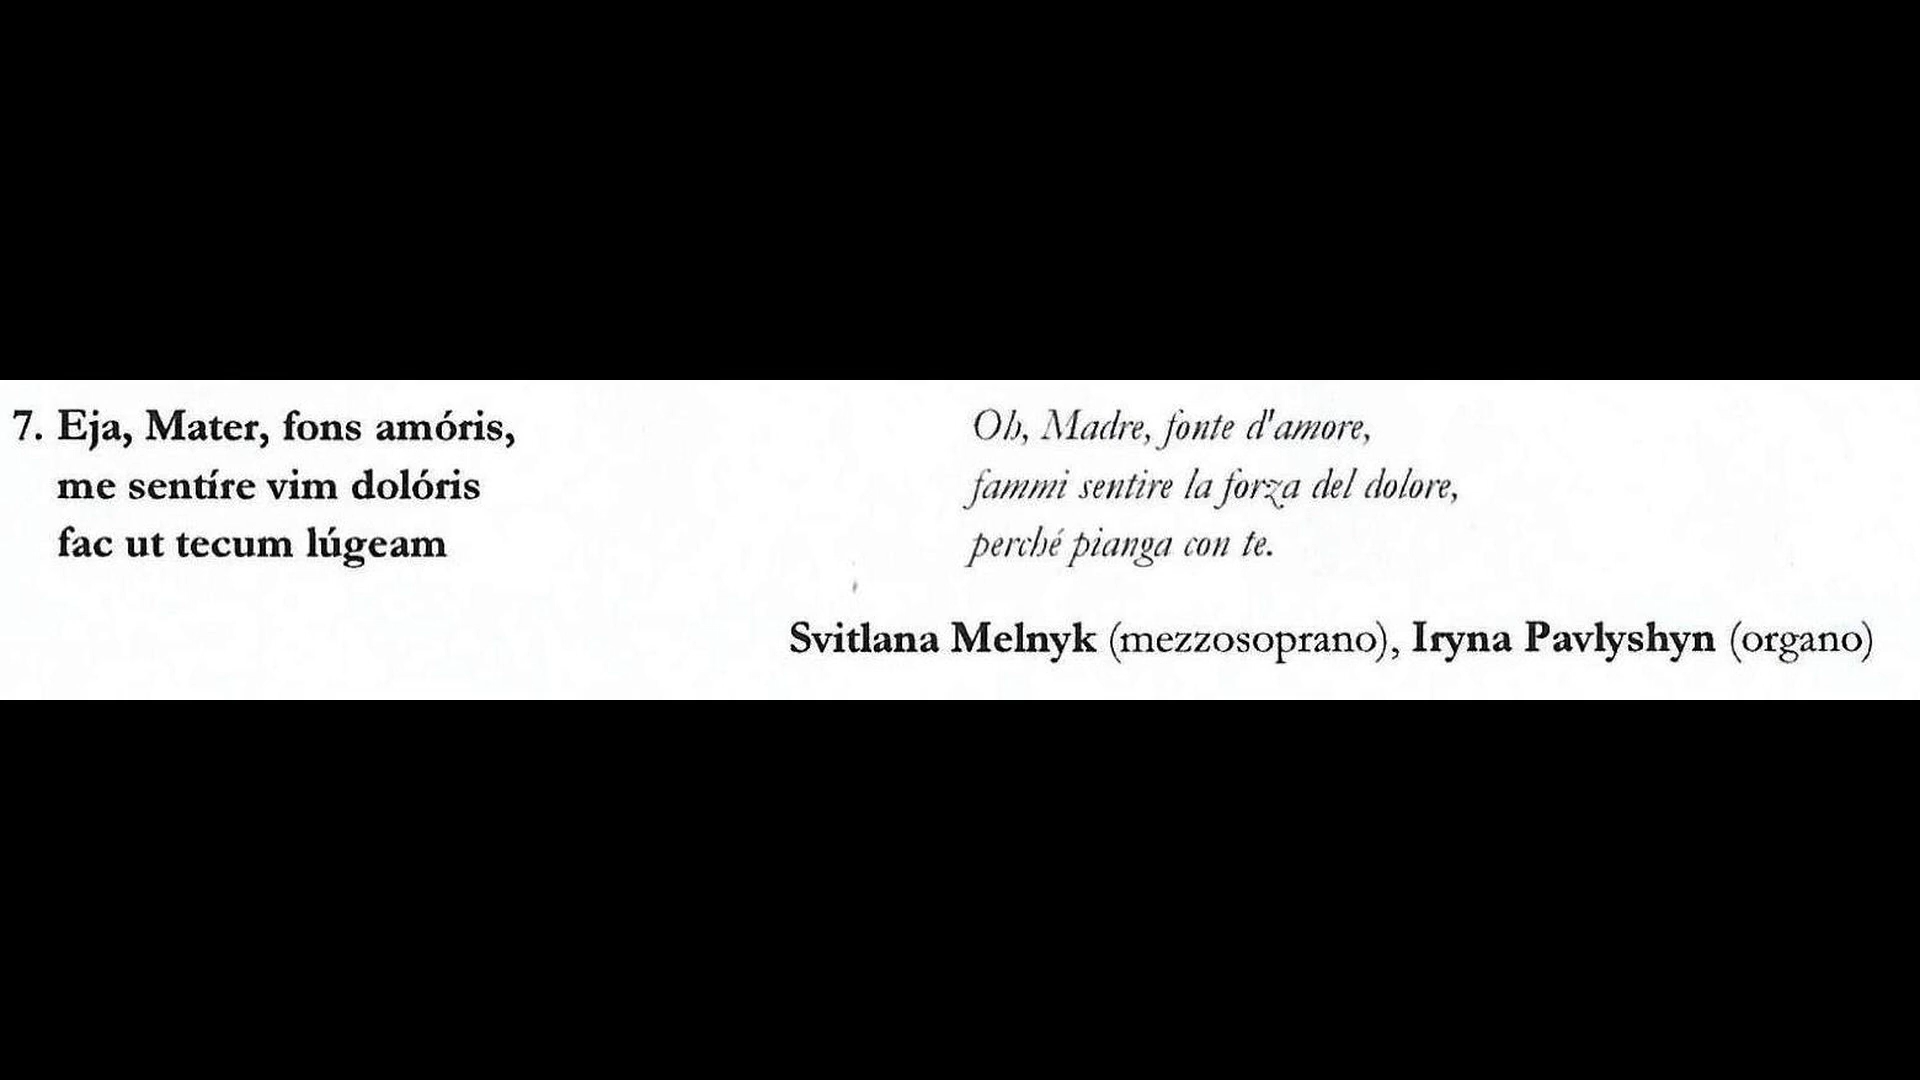 7. Eja, Mater, fons amóris,
me sentíre vim dolóris
fac ut tecum lúgeam
Oh, Madre, fonte d'amore,
fammi sentire la forza del dolore,
perché pianga con te.
Svitlana Melnyk (mezzosoprano), Iryna Pavlyshyn (organo)